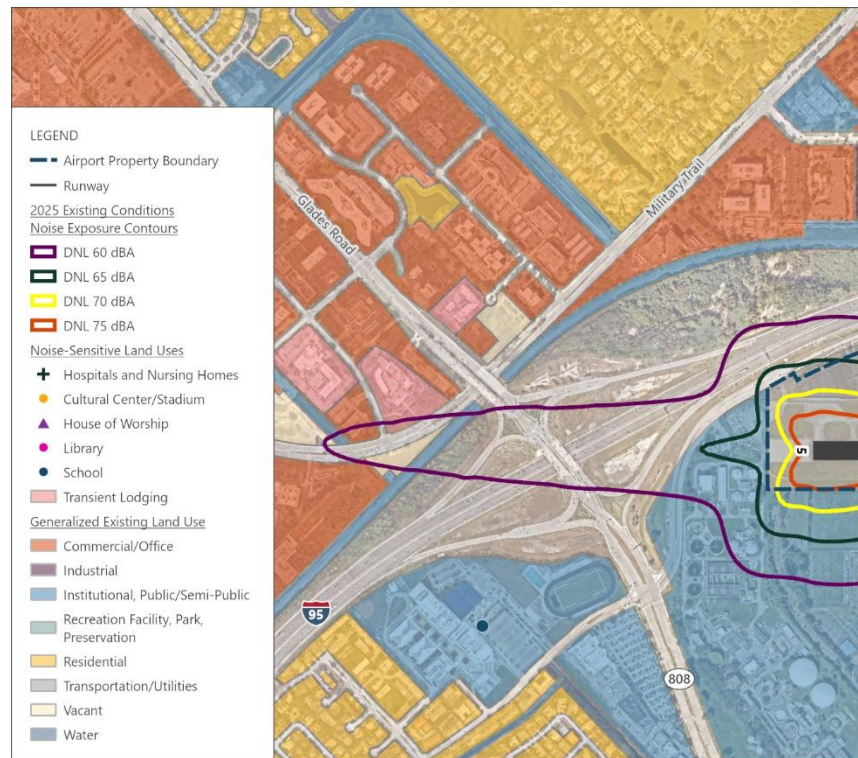 LEGEND
Airport Property Boundary
Runway
2025 Existing Conditions
Noise Exposure Contours
DNL 60 dBA
DNL 65 dBA
DNL 70 dBA
DNL 75 dBA
Noise-Sensitive Land Uses
Hospitals and Nursing Homes
Cultural Center/Stadium
House of Worship
Library
School
Transient Lodging
Generalized Existing Land Use
Commercial/Office
Industrial
Institutional, Public/Semi-Public
Recreation Facility, Park,
Preservation
Residential
Transportation/Utilities
Vacant
Water
Glades Road
Military Trail
5
95
808